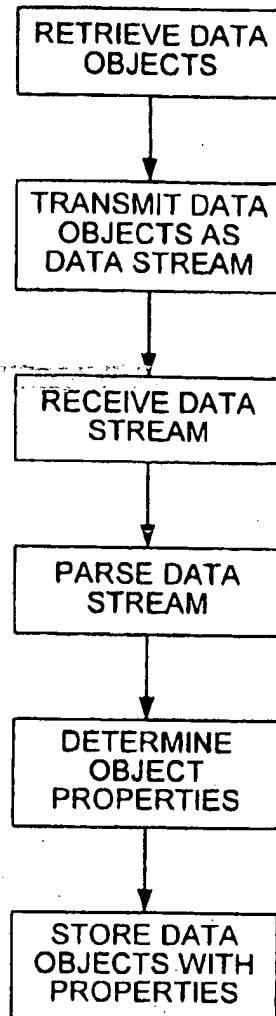 RETRIEVE DATA
OBJECTS
TRANSMIT DATA
OBJECTS AS
DATA STREAM
RECEIVE DATA
STREAM
PARSE DATA
STREAM
DETERMINE
OBJECT
PROPERTIES
STORE DATA
OBJECTS WITH
PROPERTIES